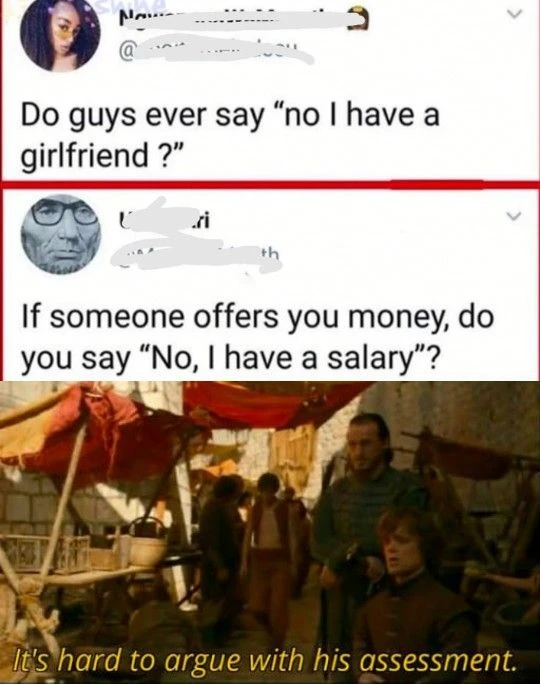 @
Do guys ever say “no I have a
girlfriend ?”
If someone offers you money, do
you say “No, I have a salary”?
It's hard to argue with his assessment.